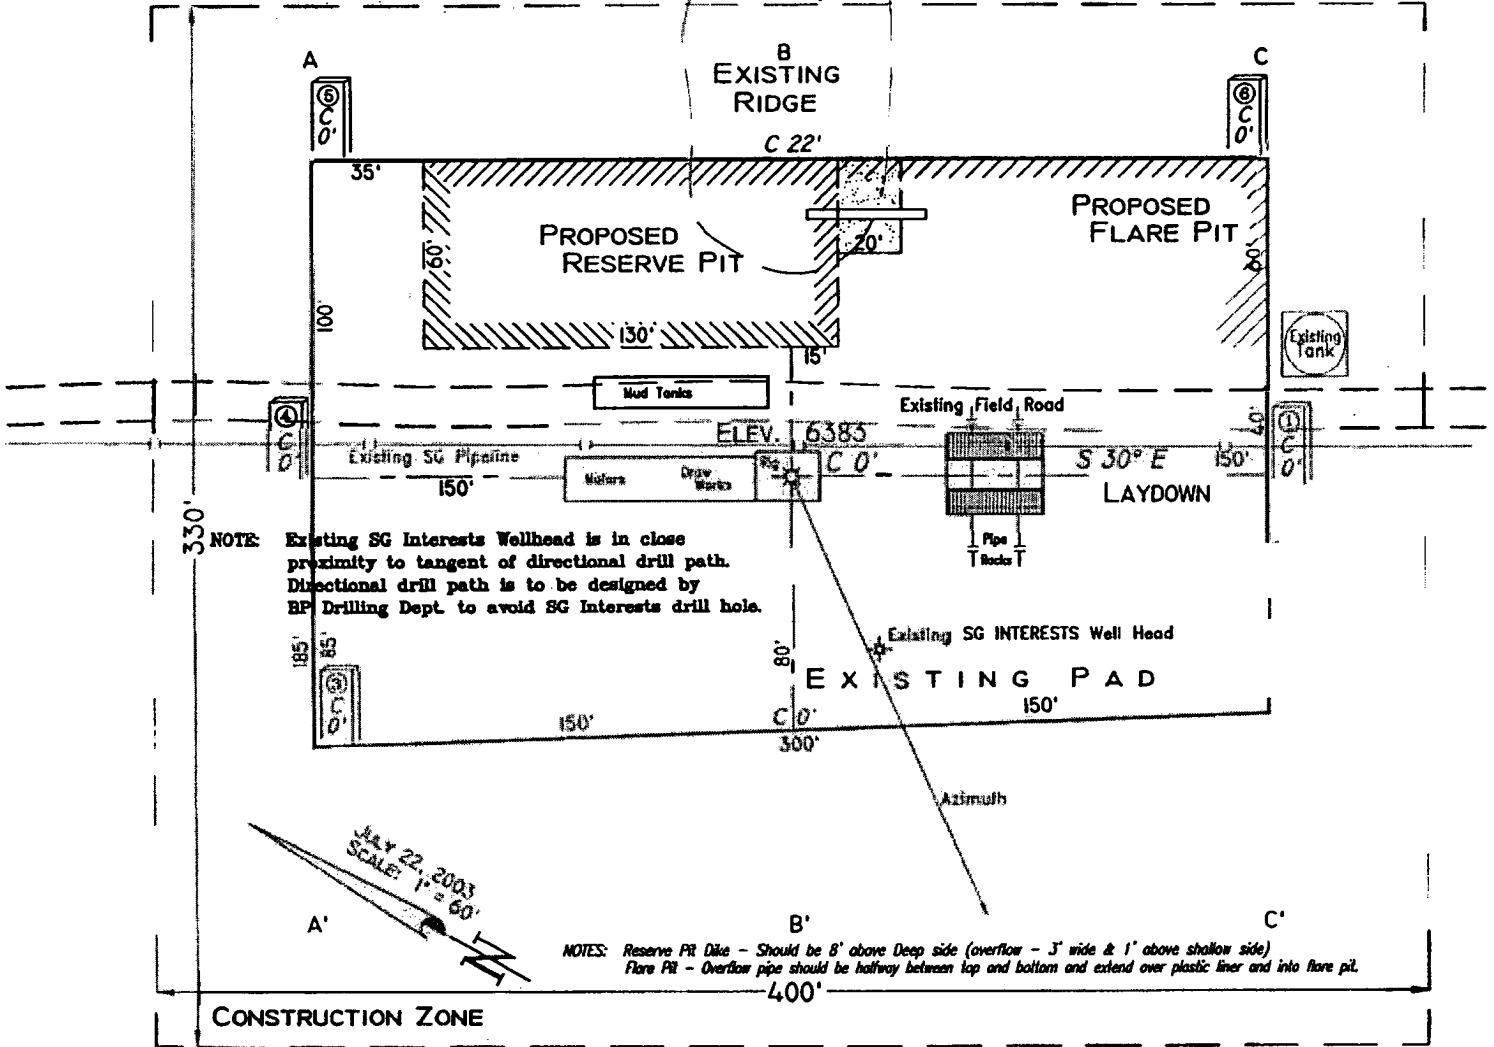 A
B
C
EXISTING
RIDGE
⑤
C
0'
⑥
C
0'
C 22'
35'
PROPOSED
RESERVE PIT
20'
PROPOSED
FLARE PIT
60'
60'
100'
130'
15'
Existing
Tank
Mud Tanks
Existing Field Road
④
C
0'
ELEV. 6383
40'
①
C
0'
Existing SG Pipeline
Rig
C 0'
S 30° E
150'
150'
Motors
Draw
Works
LAYDOWN
330'
NOTE: Existing SG Interests Wellhead is in close
proximity to tangent of directional drill path.
Directional drill path is to be designed by
BP Drilling Dept. to avoid SG Interests drill hole.
Pipe
Racks
185'
85'
80'
Existing SG INTERESTS Well Head
③
C
0'
EXISTING PAD
150'
C 0'
150'
300'
Azimuth
JULY 22, 2003
SCALE: 1" = 60'
N
A'
B'
C'
NOTES: Reserve Pit Dike - Should be 8' above Deep side (overflow - 3' wide & 1' above shallow side)
Flare Pit - Overflow pipe should be halfway between top and bottom and extend over plastic liner and into flare pit.
400'
CONSTRUCTION ZONE